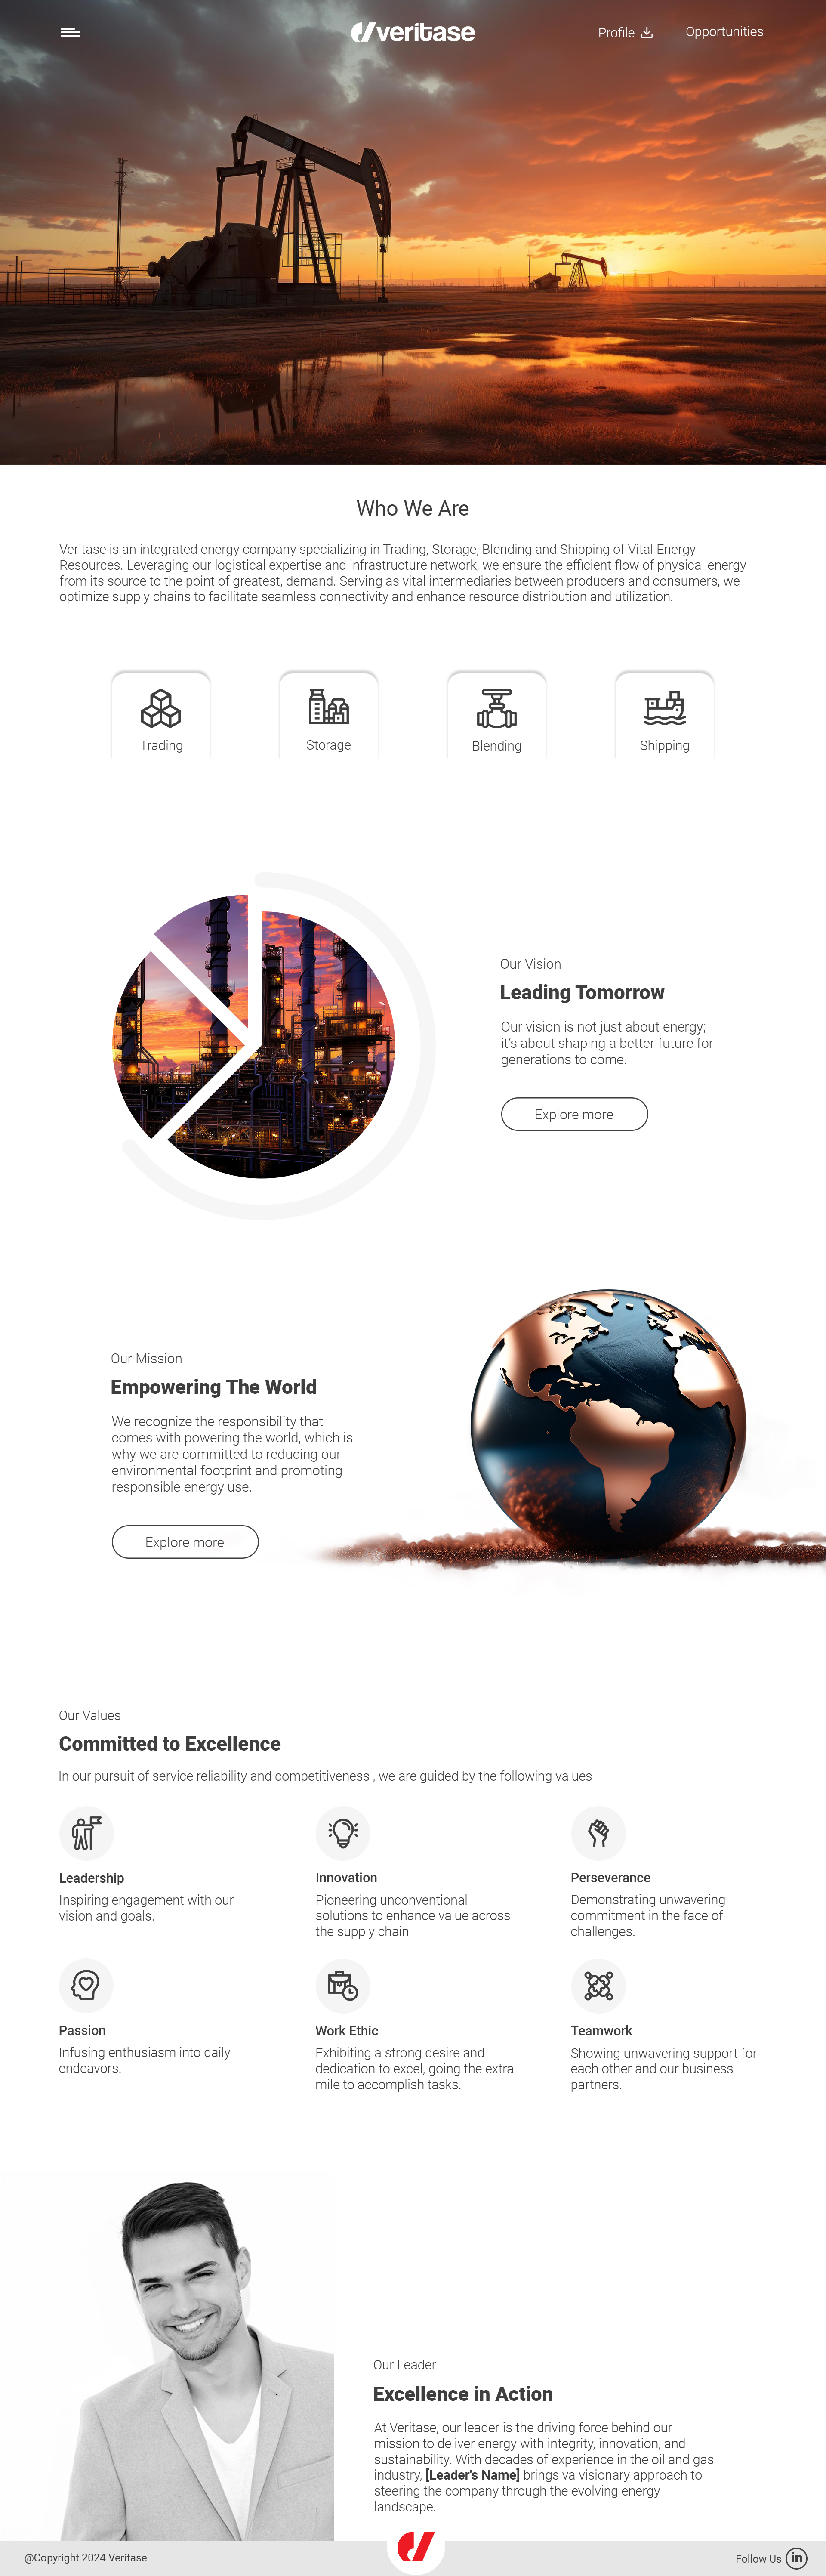 veritase
Profile
Opportunities
Who We Are
Veritase is an integrated energy company specializing in Trading, Storage, Blending and Shipping of Vital Energy
Resources. Leveraging our logistical expertise and infrastructure network, we ensure the efficient flow of physical energy
from its source to the point of greatest, demand. Serving as vital intermediaries between producers and consumers, we
optimize supply chains to facilitate seamless connectivity and enhance resource distribution and utilization.
Trading
Storage
Blending
Shipping
Our Vision
Leading Tomorrow
Our vision is not just about energy;
it's about shaping a better future for
generations to come.
Explore more
Our Mission
Empowering The World
We recognize the responsibility that
comes with powering the world, which is
why we are committed to reducing our
environmental footprint and promoting
responsible energy use.
Explore more
Our Values
Committed to Excellence
In our pursuit of service reliability and competitiveness , we are guided by the following values
Leadership
Inspiring engagement with our
vision and goals.
Innovation
Pioneering unconventional
solutions to enhance value across
the supply chain
Perseverance
Demonstrating unwavering
commitment in the face of
challenges.
Passion
Infusing enthusiasm into daily
endeavors.
Work Ethic
Exhibiting a strong desire and
dedication to excel, going the extra
mile to accomplish tasks.
Teamwork
Showing unwavering support for
each other and our business
partners.
Our Leader
Excellence in Action
At Veritase, our leader is the driving force behind our
mission to deliver energy with integrity, innovation, and
sustainability. With decades of experience in the oil and gas
industry, [Leader's Name] brings va visionary approach to
steering the company through the evolving energy
landscape.
@Copyright 2024 Veritase
Follow Us
in